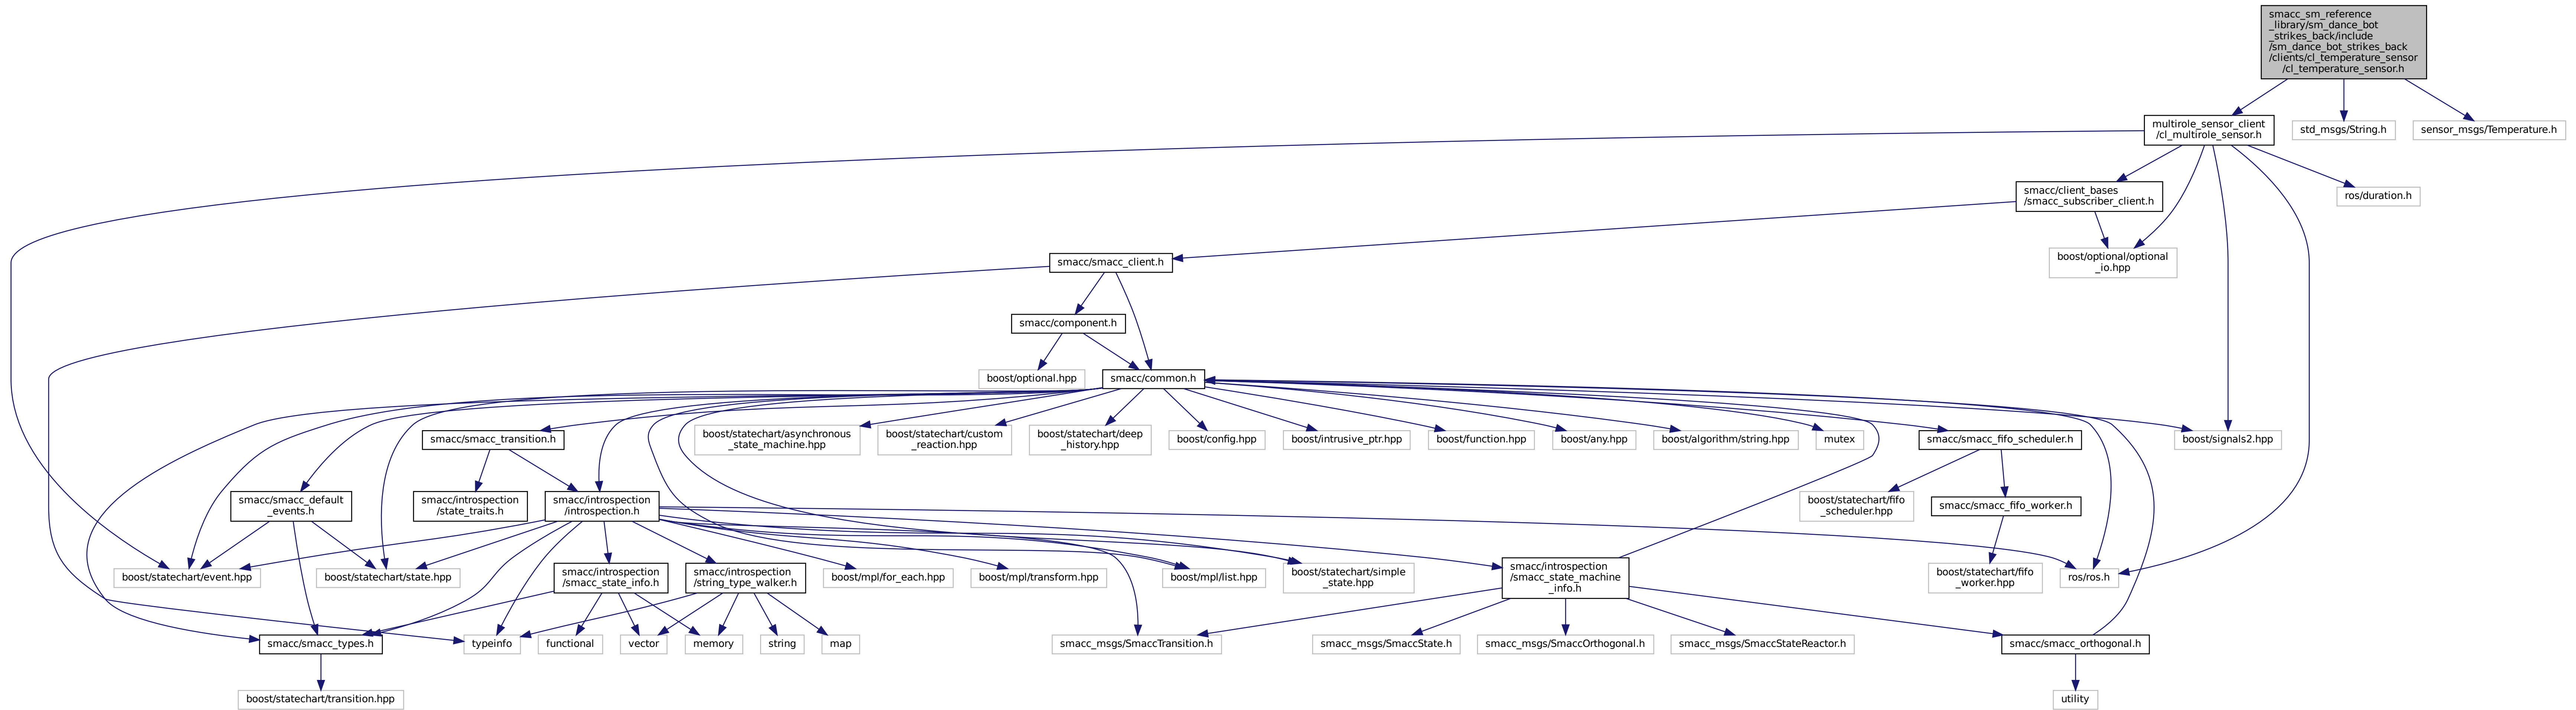 smacc_sm_reference
_library/sm_dance_bot
_strikes_back/include
/sm_dance_bot_strikes_back
/clients/cl_temperature_sensor
/cl_temperature_sensor.h
multirole_sensor_client
/cl_multirole_sensor.h
std_msgs/String.h
sensor_msgs/Temperature.h
smacc/client_bases
/smacc_subscriber_client.h
ros/duration.h
smacc/smacc_client.h
boost/optional/optional
_io.hpp
smacc/component.h
boost/optional.hpp
smacc/common.h
smacc/smacc_transition.h
boost/statechart/asynchronous
_state_machine.hpp
boost/statechart/custom
_reaction.hpp
boost/statechart/deep
_history.hpp
boost/config.hpp
boost/intrusive_ptr.hpp
boost/function.hpp
boost/any.hpp
boost/algorithm/string.hpp
mutex
smacc/smacc_fifo_scheduler.h
boost/signals2.hpp
smacc/smacc_default
_events.h
smacc/introspection
/state_traits.h
smacc/introspection
/introspection.h
boost/statechart/fifo
_scheduler.hpp
smacc/smacc_fifo_worker.h
boost/statechart/event.hpp
boost/statechart/state.hpp
smacc/introspection
/smacc_state_info.h
smacc/introspection
/string_type_walker.h
boost/mpl/for_each.hpp
boost/mpl/transform.hpp
boost/mpl/list.hpp
boost/statechart/simple
_state.hpp
smacc/introspection
/smacc_state_machine
_info.h
boost/statechart/fifo
_worker.hpp
ros/ros.h
smacc/smacc_types.h
typeinfo
functional
vector
memory
string
map
smacc_msgs/SmaccTransition.h
smacc_msgs/SmaccState.h
smacc_msgs/SmaccOrthogonal.h
smacc_msgs/SmaccStateReactor.h
smacc/smacc_orthogonal.h
boost/statechart/transition.hpp
utility